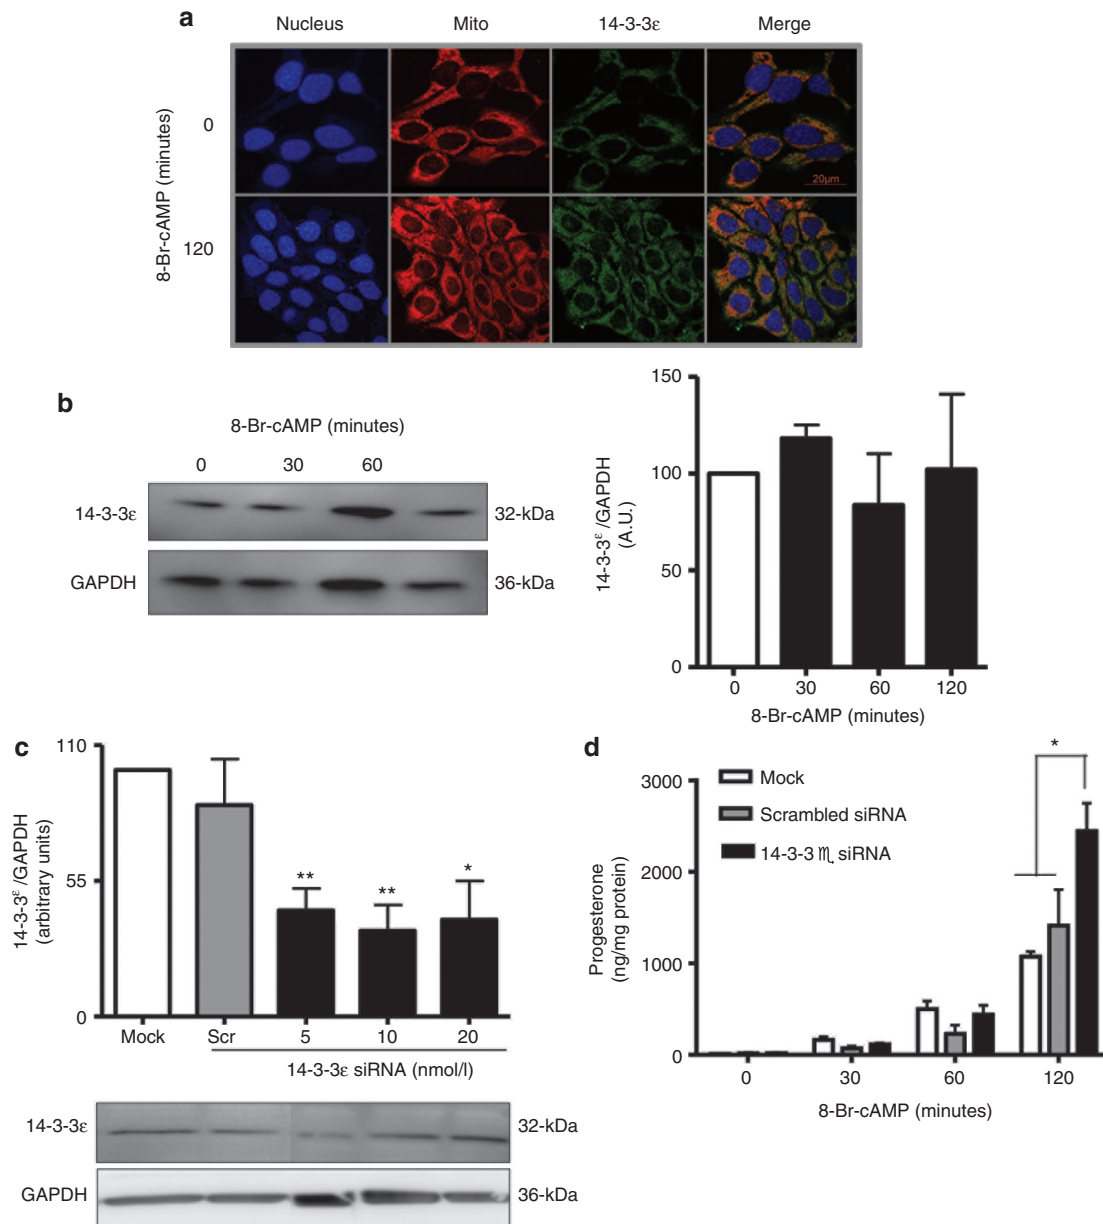 a
Nucleus Mito 14-3-3ε Merge
8-Br-cAMP (minutes)
0
20µm
120
b
8-Br-cAMP (minutes)
0 30 60
14-3-3ε 32-kDa
GAPDH 36-kDa
14-3-3ε /GAPDH
(A.U.)
150
100
50
0
0 30 60 120
8-Br-cAMP (minutes)
c
14-3-3ε /GAPDH
(arbitrary units)
110
55
0
** ** *
Mock Scr 5 10 20
14-3-3ε siRNA (nmol/l)
14-3-3ε 32-kDa
GAPDH 36-kDa
d
Progesterone
(ng/mg protein)
3000
2000
1000
0
Mock
Scrambled siRNA
14-3-3 ♏ siRNA
*
0 30 60 120
8-Br-cAMP (minutes)